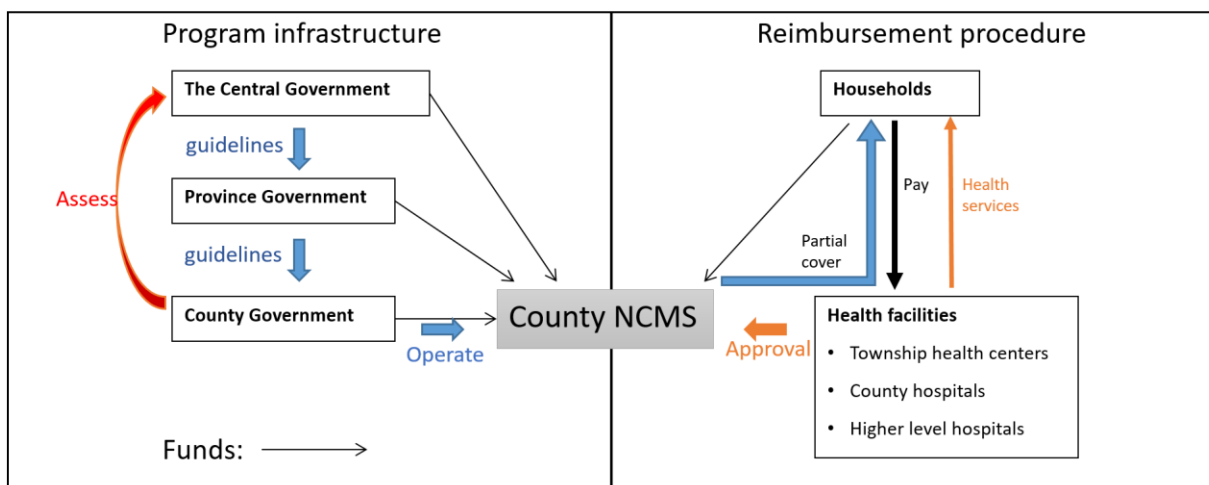 Program infrastructure
The Central Government
guidelines
Assess
Province Government
guidelines
County Government
Operate
Funds:
County NCMS
Reimbursement procedure
Households
Pay
Health
services
Partial
cover
Approval
Health facilities
• Township health centers
• County hospitals
• Higher level hospitals